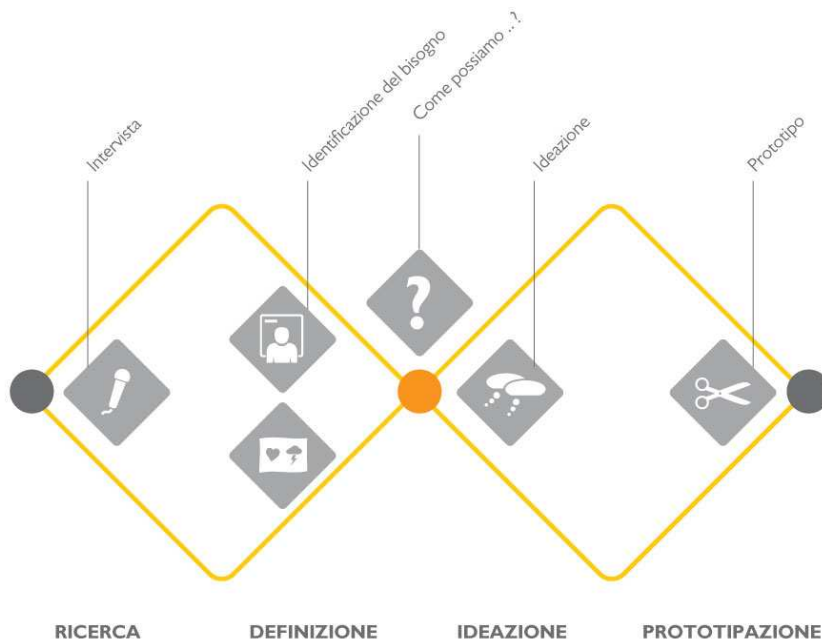 Intervista
Identificazione del bisogno
Come possiamo ..?
Ideazione
Prototipo
?
RICERCA
DEFINIZIONE
IDEAZIONE
PROTOTIPAZIONE